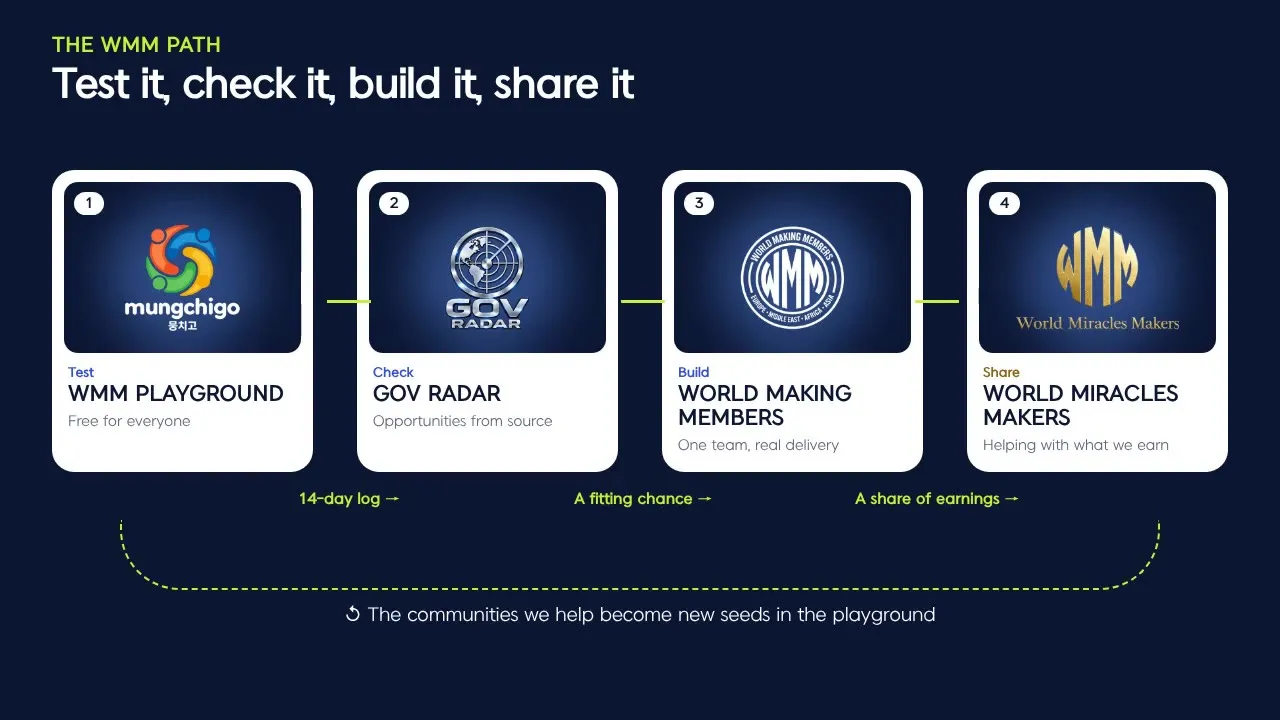 THE WMM PATH
Test it, check it, build it, share it
1
mungchigo
뭉치고
Test
WMM PLAYGROUND
Free for everyone
2
GOV
RADAR
Check
GOV RADAR
Opportunities from source
3
WORLD MAKING MEMBERS
WMM
EUROPE • MIDDLE EAST • AFRICA • ASIA
Build
WORLD MAKING
MEMBERS
One team, real delivery
4
WMM
World Miracles Makers
Share
WORLD MIRACLES
MAKERS
Helping with what we earn
14-day log →
A fitting chance →
A share of earnings →
↺ The communities we help become new seeds in the playground